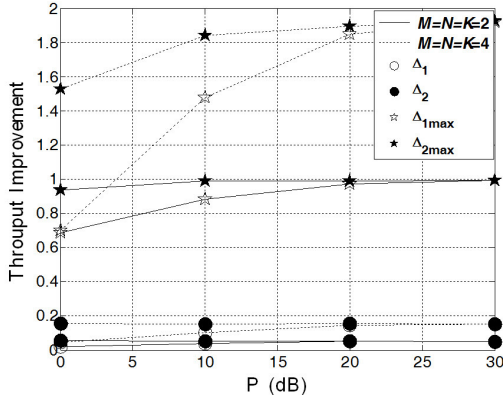 2
1.8
1.6
1.4
1.2
1
0.8
0.6
0.4
0.2
0
Throuput Improvement
0 5 10 15 20 25 30
P (dB)
M=N=K=2
M=N=K=4
Δ1
Δ2
Δ1max
Δ2max